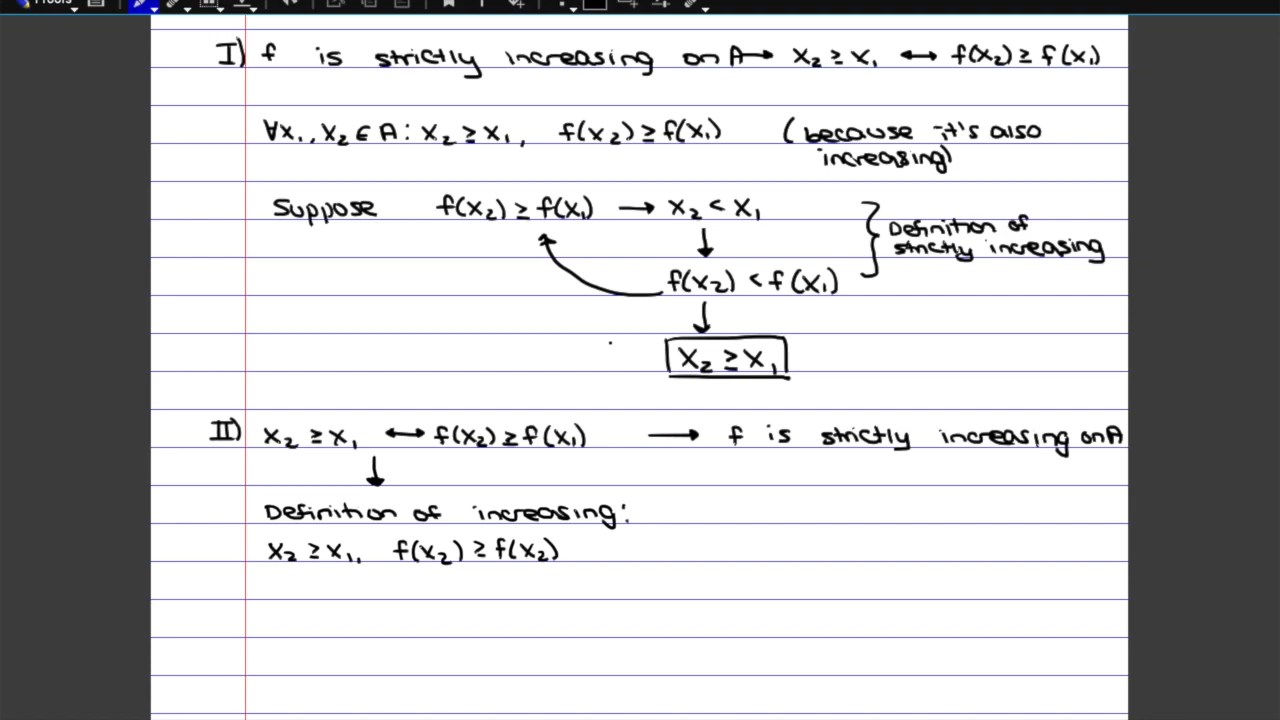 Proofs
I) f is strictly increasing on A → x₂ ≥ x₁ ↔ f(x₂) ≥ f(x₁)
∀x₁, x₂ ∈ A : x₂ ≥ x₁, f(x₂) ≥ f(x₁) (because it's also
increasing)
Suppose f(x₂) ≥ f(x₁) → x₂ < x₁
Definition of
strictly increasing
↓
f(x₂) < f(x₁)
↓
x₂ ≥ x₁
II) x₂ ≥ x₁ ↔ f(x₂) ≥ f(x₁) → f is strictly increasing on A
↓
Definition of increasing:
x₂ ≥ x₁, f(x₂) ≥ f(x₂)